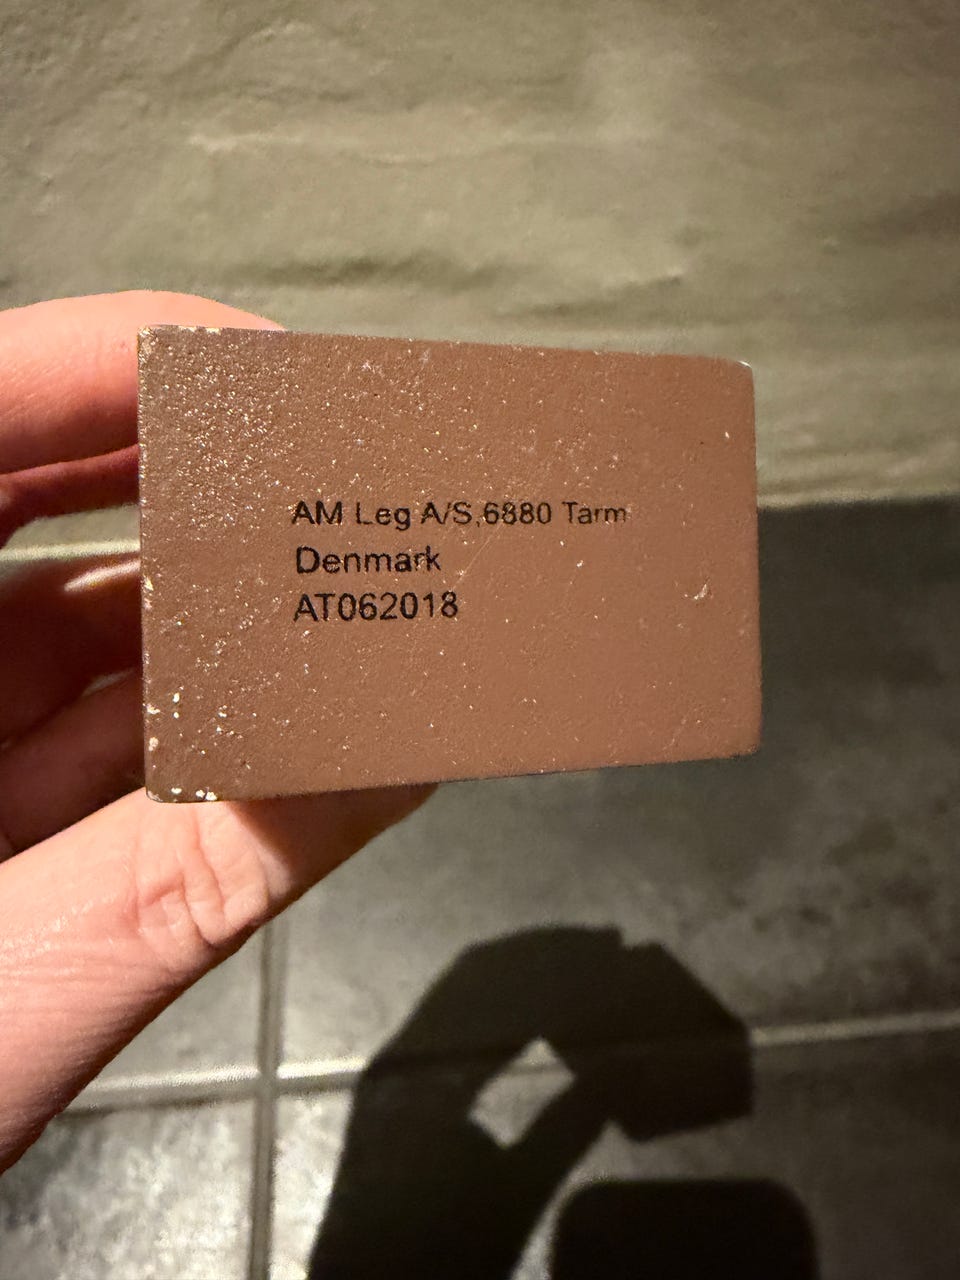 AM Leg A/S,6880 Tarm
Denmark
AT062018